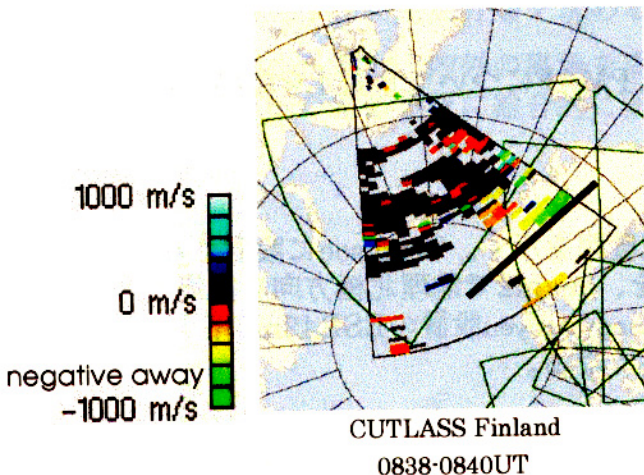 1000 m/s
0 m/s
negative away
-1000 m/s
CUTLASS Finland
0838-0840UT